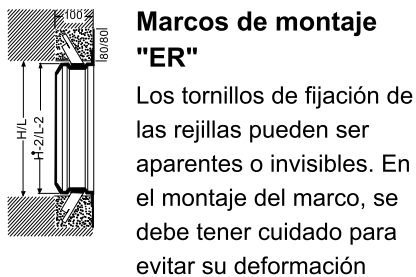 100
80/80
H/L
H-2/L-2
Marcos de montaje
"ER"
Los tornillos de fijación de
las rejillas pueden ser
aparentes o invisibles. En
el montaje del marco, se
debe tener cuidado para
evitar su deformación